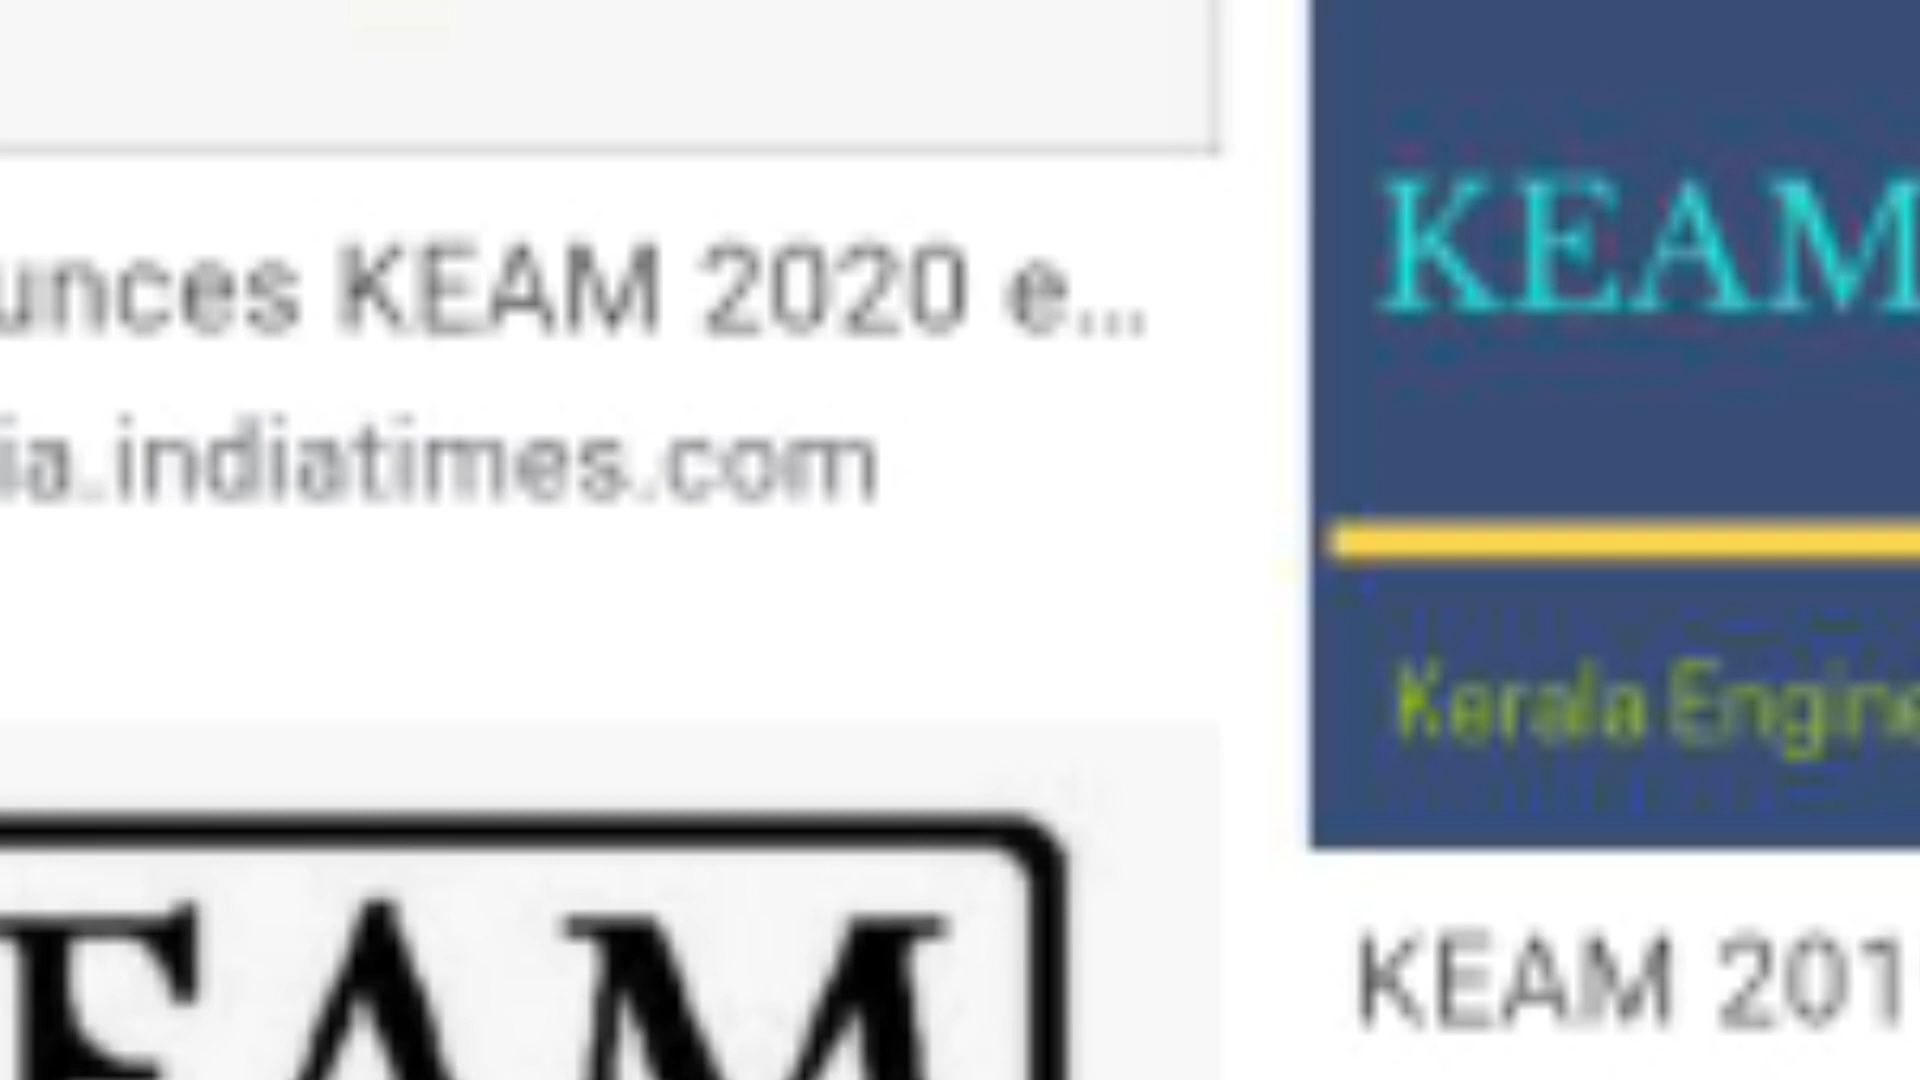 unces KEAM 2020 e...
ia.indiatimes.com
EAM
KEAM
Kerala Engine
KEAM 201